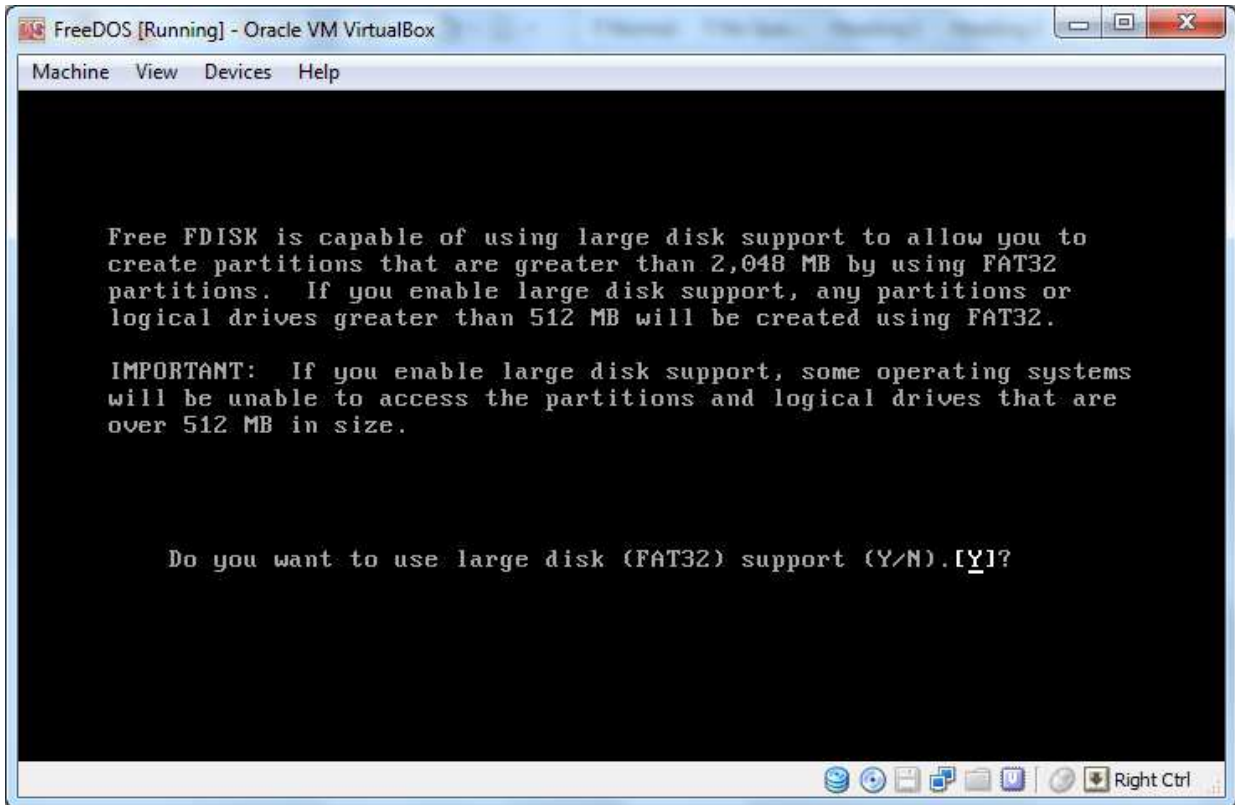 FreeDOS [Running] - Oracle VM VirtualBox
Machine View Devices Help
Free FDISK is capable of using large disk support to allow you to
create partitions that are greater than 2,048 MB by using FAT32
partitions.  If you enable large disk support, any partitions or
logical drives greater than 512 MB will be created using FAT32.
IMPORTANT:  If you enable large disk support, some operating systems
will be unable to access the partitions and logical drives that are
over 512 MB in size.
Do you want to use large disk (FAT32) support (Y/N).[Y]?
Right Ctrl